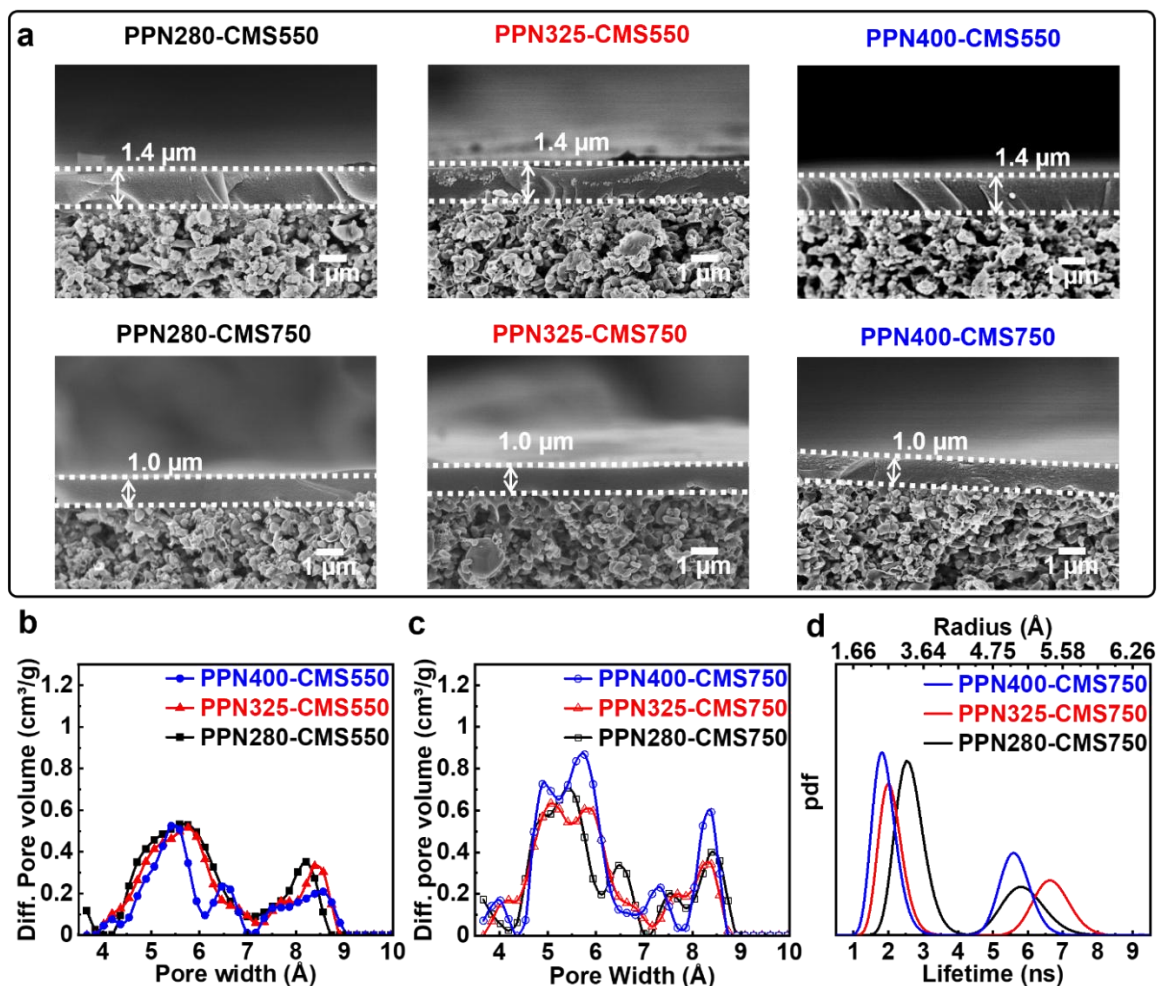 a
PPN280-CMS550
PPN325-CMS550
PPN400-CMS550
1.4 µm
1 µm
1.4 µm
1 µm
1.4 µm
1 µm
PPN280-CMS750
PPN325-CMS750
PPN400-CMS750
1.0 µm
1 µm
1.0 µm
1 µm
1.0 µm
1 µm
b
PPN400-CMS550
PPN325-CMS550
PPN280-CMS550
Diff. Pore volume (cm³/g)
1.2
1
0.8
0.6
0.4
0.2
0
4 5 6 7 8 9 10
Pore width (Å)
c
PPN400-CMS750
PPN325-CMS750
PPN280-CMS750
Diff. pore volume (cm³/g)
1.2
1
0.8
0.6
0.4
0.2
0
4 5 6 7 8 9 10
Pore Width (Å)
d
Radius (Å)
1.66 3.64 4.75 5.58 6.26
PPN400-CMS750
PPN325-CMS750
PPN280-CMS750
pdf
1 2 3 4 5 6 7 8 9
Lifetime (ns)